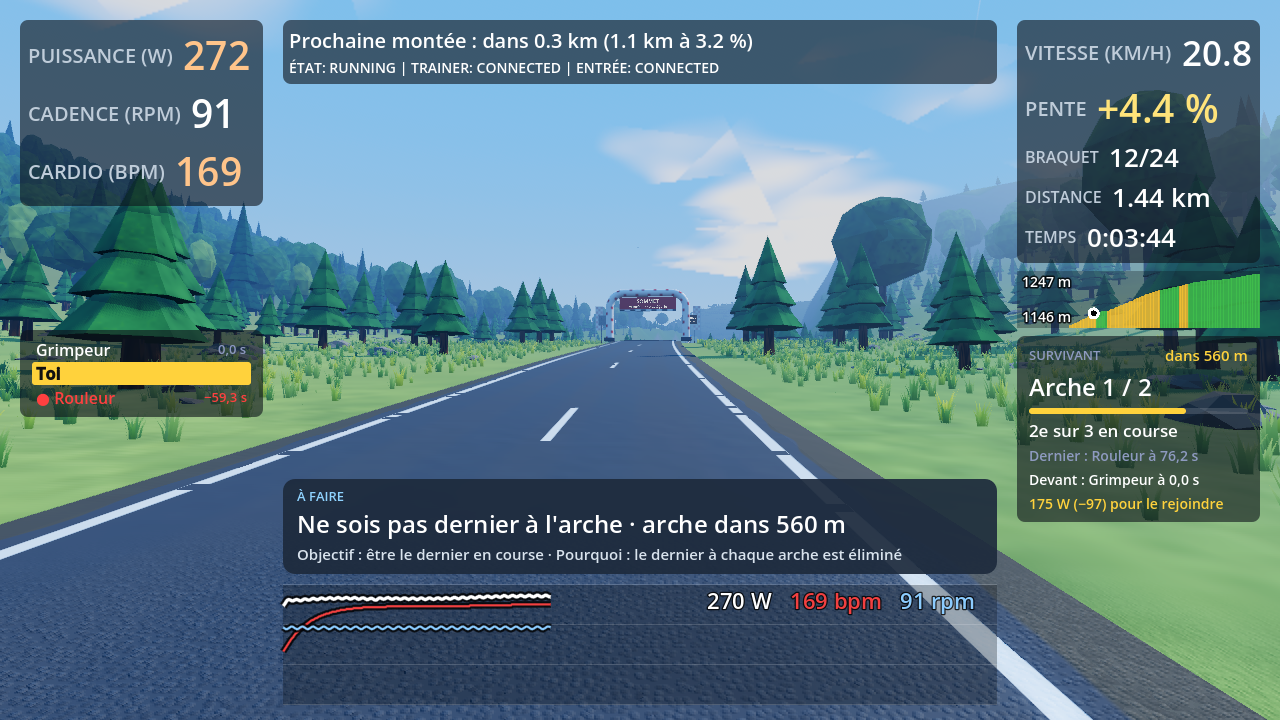 PUISSANCE (W) 272
CADENCE (RPM) 91
CARDIO (BPM) 169
Prochaine montée : dans 0.3 km (1.1 km à 3.2 %)
ÉTAT: RUNNING | TRAINER: CONNECTED | ENTRÉE: CONNECTED
VITESSE (KM/H) 20.8
PENTE +4.4 %
BRAQUET 12/24
DISTANCE 1.44 km
TEMPS 0:03:44
1247 m
1146 m
SOMMET
Grimpeur 0,0 s
Toi
Rouleur −59,3 s
SURVIVANT dans 560 m
Arche 1 / 2
2e sur 3 en course
Dernier : Rouleur à 76,2 s
Devant : Grimpeur à 0,0 s
175 W (−97) pour le rejoindre
À FAIRE
Ne sois pas dernier à l'arche · arche dans 560 m
Objectif : être le dernier en course · Pourquoi : le dernier à chaque arche est éliminé
270 W 169 bpm 91 rpm